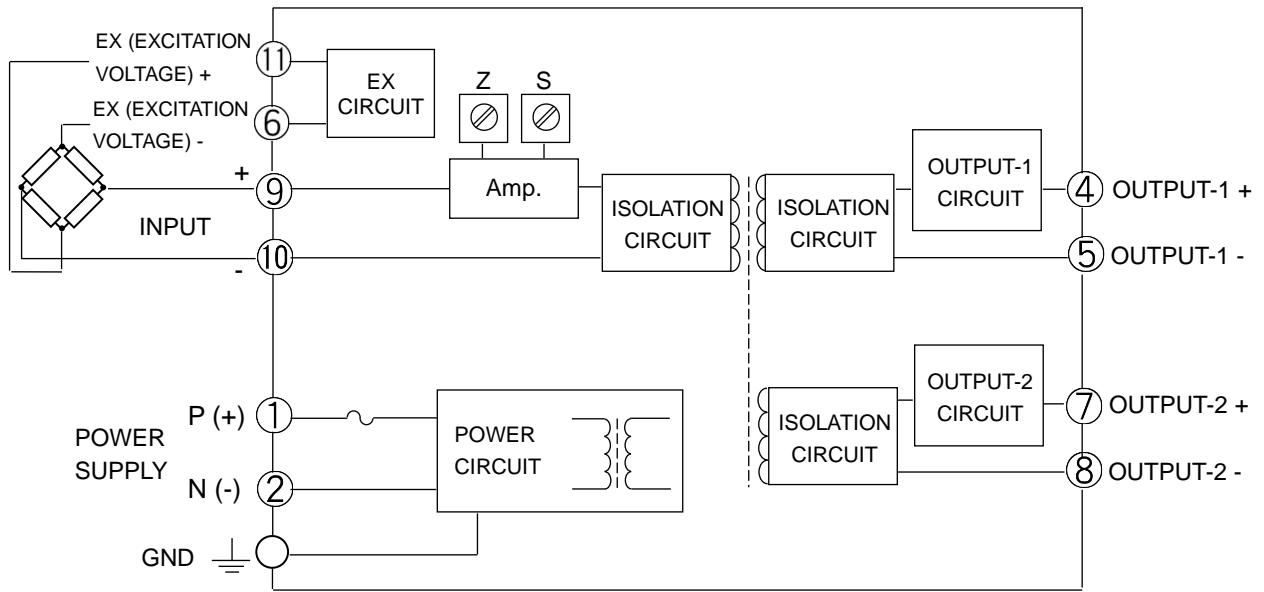 EX (EXCITATION
VOLTAGE) +
11
EX
CIRCUIT
Z
S
EX (EXCITATION
VOLTAGE) -
6
+
9
Amp.
INPUT
10
-
ISOLATION
CIRCUIT
ISOLATION
CIRCUIT
OUTPUT-1
CIRCUIT
4
OUTPUT-1 +
5
OUTPUT-1 -
OUTPUT-2
CIRCUIT
7
OUTPUT-2 +
ISOLATION
CIRCUIT
8
OUTPUT-2 -
P (+)
1
POWER
SUPPLY
POWER
CIRCUIT
N (-)
2
GND